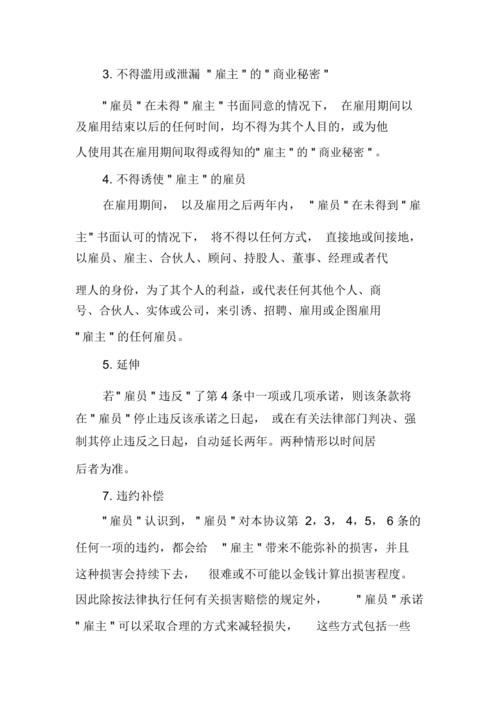 3. 不得滥用或泄漏 "雇主"的"商业秘密"
"雇员"在未得"雇主"书面同意的情况下， 在雇用期间以
及雇用结束以后的任何时间，均不得为其个人目的，或为他
人使用其在雇用期间取得或得知的"雇主"的"商业秘密"。
4. 不得诱使"雇主"的雇员
在雇用期间， 以及雇用之后两年内， "雇员"在未得到"雇
主"书面认可的情况下， 将不得以任何方式， 直接地或间接地，
以雇员、雇主、合伙人、顾问、持股人、董事、经理或者代
理人的身份，为了其个人的利益，或代表任何其他个人、商
号、合伙人、实体或公司，来引诱、招聘、雇用或企图雇用
"雇主"的任何雇员。
5. 延伸
若"雇员"违反"了第 4 条中一项或几项承诺，则该条款将
在"雇员"停止违反该承诺之日起， 或在有关法律部门判决、强
制其停止违反之日起，自动延长两年。两种情形以时间居
后者为准。
7. 违约补偿
"雇员"认识到，"雇员"对本协议第 2，3， 4，5， 6 条的
任何一项的违约，都会给 "雇主"带来不能弥补的损害，并且
这种损害会持续下去， 很难或不可能以金钱计算出损害程度。
因此除按法律执行任何有关损害赔偿的规定外， "雇员"承诺
"雇主"可以采取合理的方式来减轻损失， 这些方式包括一些